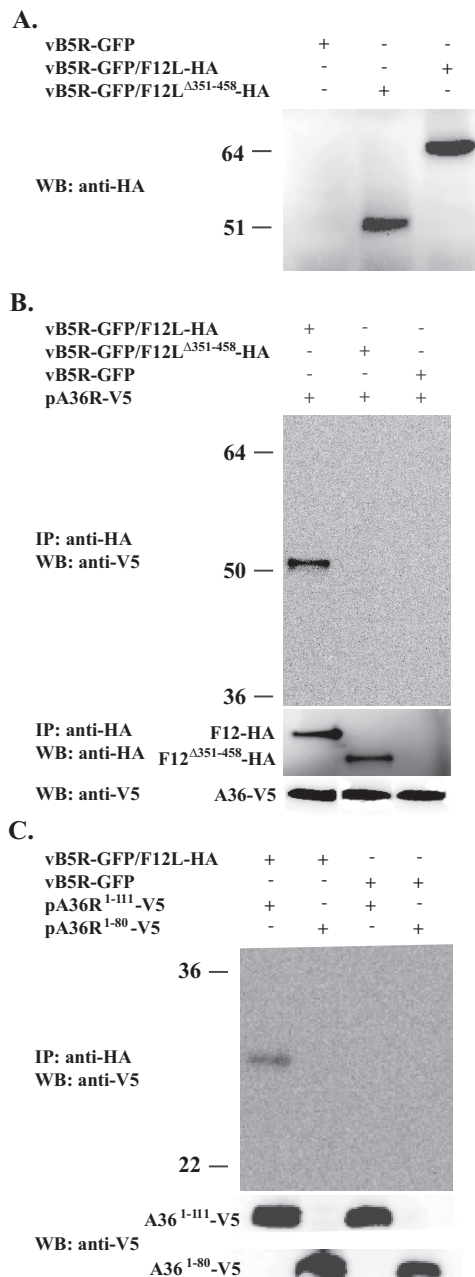 A.
vB5R-GFP + - -
vB5R-GFP/F12L-HA - - +
vB5R-GFP/F12L^Δ351-458-HA - + -
64
WB: anti-HA
51
B.
vB5R-GFP/F12L-HA + - -
vB5R-GFP/F12L^Δ351-458-HA - + -
vB5R-GFP - - +
pA36R-V5 + + +
64
IP: anti-HA
WB: anti-V5
50
36
IP: anti-HA F12-HA
WB: anti-HA F12^Δ351-458-HA
WB: anti-V5 A36-V5
C.
vB5R-GFP/F12L-HA + + - -
vB5R-GFP - - + +
pA36R^1-111-V5 + - + -
pA36R^1-80-V5 - + - +
36
IP: anti-HA
WB: anti-V5
22
A36^1-111-V5
WB: anti-V5
A36^1-80-V5